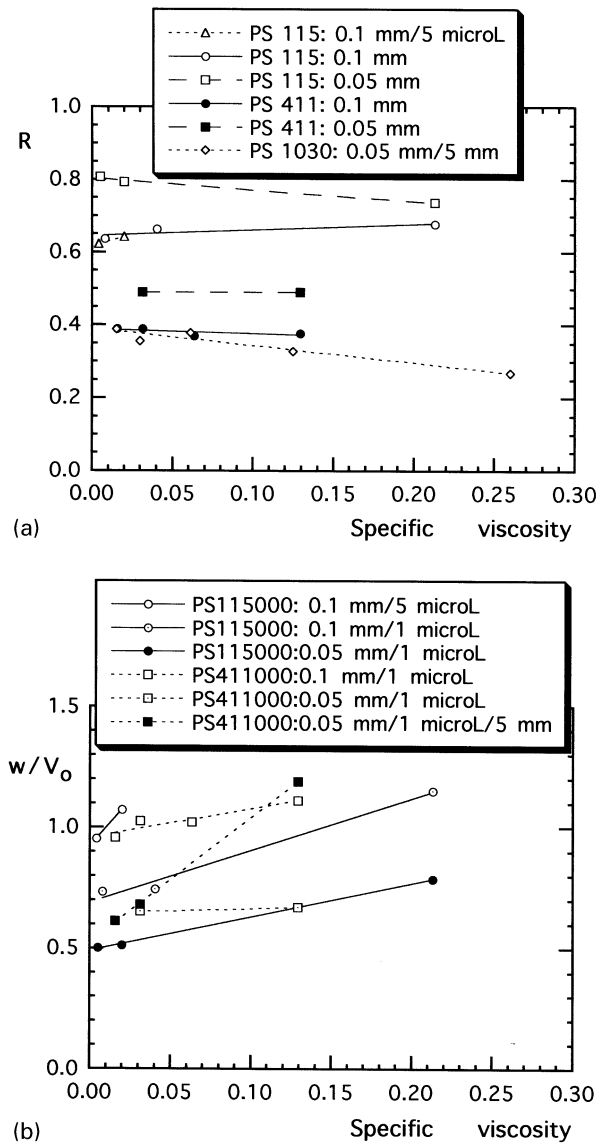 PS 115: 0.1 mm/5 microL
PS 115: 0.1 mm
PS 115: 0.05 mm
PS 411: 0.1 mm
PS 411: 0.05 mm
PS 1030: 0.05 mm/5 mm
1.0
R
0.8
0.6
0.4
0.2
0.0
0.00 0.05 0.10 0.15 0.20 0.25 0.30
(a) Specific viscosity
PS115000: 0.1 mm/5 microL
PS115000: 0.1 mm/1 microL
PS115000:0.05 mm/1 microL
PS411000:0.1 mm/1 microL
PS411000:0.05 mm/1 microL
PS411000:0.05 mm/1 microL/5 mm
1.5
w/Vo
1.0
0.5
0.0
0.00 0.05 0.10 0.15 0.20 0.25 0.30
(b) Specific viscosity